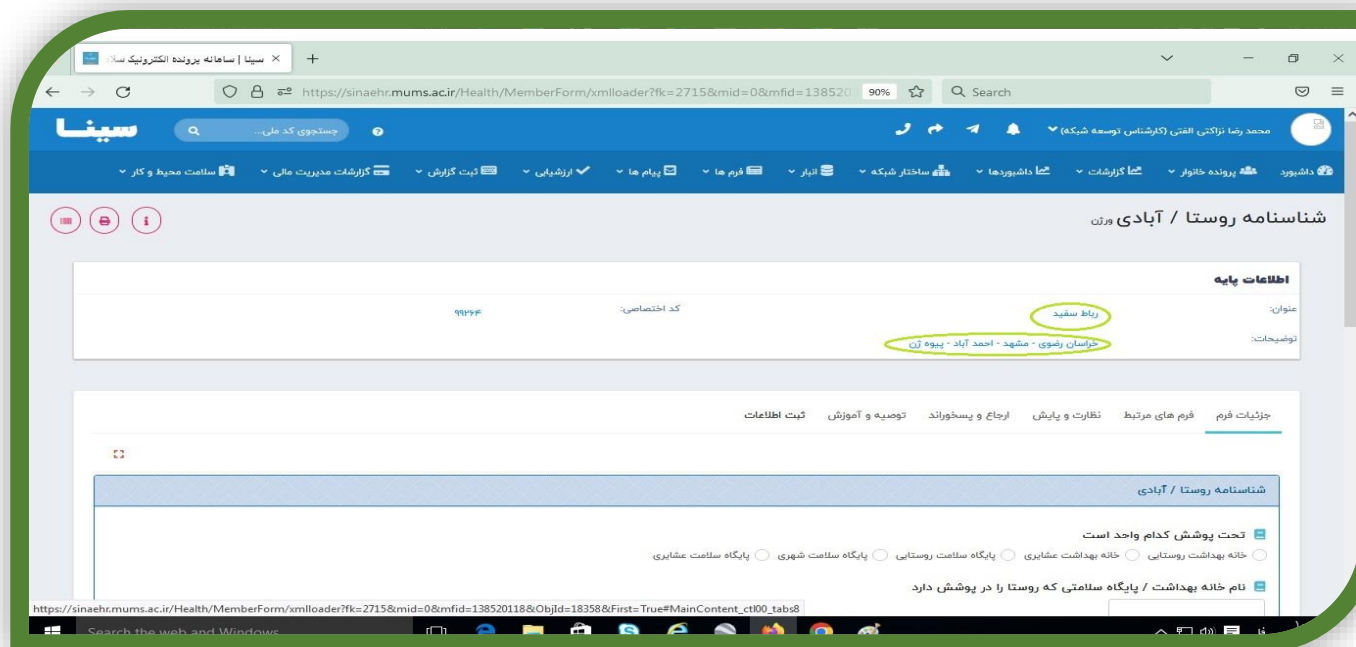 سینا | سامانه پرونده الکترونیک سلا
https://sinaehr.mums.ac.ir/Health/MemberForm/xmlloader?fk=2715&mid=0&mfid=138520
90%
Search
محمد رضا نزاکتی الفتی (کارشناس توسعه شبکه)
جستجوی کد ملی...
سینا
داشبورد پرونده خانوار گزارشات داشبوردها ساختار شبکه انبار فرم ها پیام ها ارزشیابی ثبت گزارش گزارشات مدیریت مالی سلامت محیط و کار
شناسنامه روستا / آبادی ورژن
اطلاعات پایه
عنوان: رباط سفید کد اختصاصی: ۹۹۲۶۴
توضیحات: خراسان رضوی - مشهد - احمد آباد - پیوه ژن
جزئیات فرم فرم های مرتبط نظارت و پایش ارجاع و پسخوراند توصیه و آموزش ثبت اطلاعات
شناسنامه روستا / آبادی
تحت پوشش کدام واحد است
خانه بهداشت روستایی خانه بهداشت عشایری پایگاه سلامت روستایی پایگاه سلامت شهری پایگاه سلامت عشایری
نام خانه بهداشت / پایگاه سلامتی که روستا را در پوشش دارد
https://sinaehr.mums.ac.ir/Health/MemberForm/xmlloader?fk=2715&mid=0&mfid=138520118&ObjId=18358&First=True#MainContent_ctl00_tabs8
Search the web and Windows